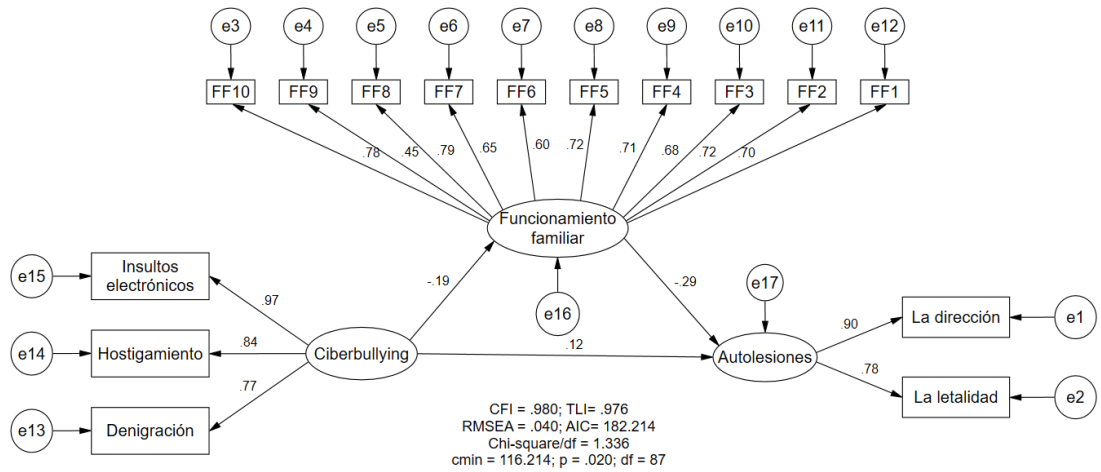 e3 e4 e5 e6 e7 e8 e9 e10 e11 e12
FF10 FF9 FF8 FF7 FF6 FF5 FF4 FF3 FF2 FF1
.78 .45 .79 .65 .60 .72 .71 .68 .72 .70
Funcionamiento
familiar
e15
Insultos
electrónicos
-.19
-.29
e17
e16
.97
La dirección
e1
.90
e14
Hostigamiento
.84
Ciberbullying
.12
Autolesiones
.78
.77
La letalidad
e2
e13
Denigración
CFI = .980; TLI= .976
RMSEA = .040; AIC= 182.214
Chi-square/df = 1.336
cmin = 116.214; p = .020; df = 87